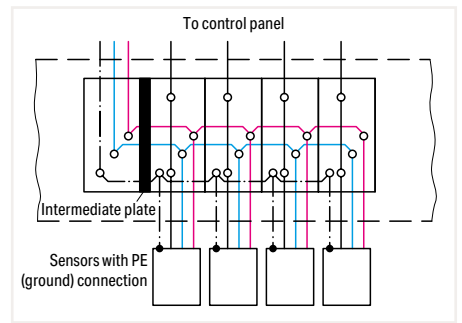 To control panel
Intermediate plate
Sensors with PE
(ground) connection